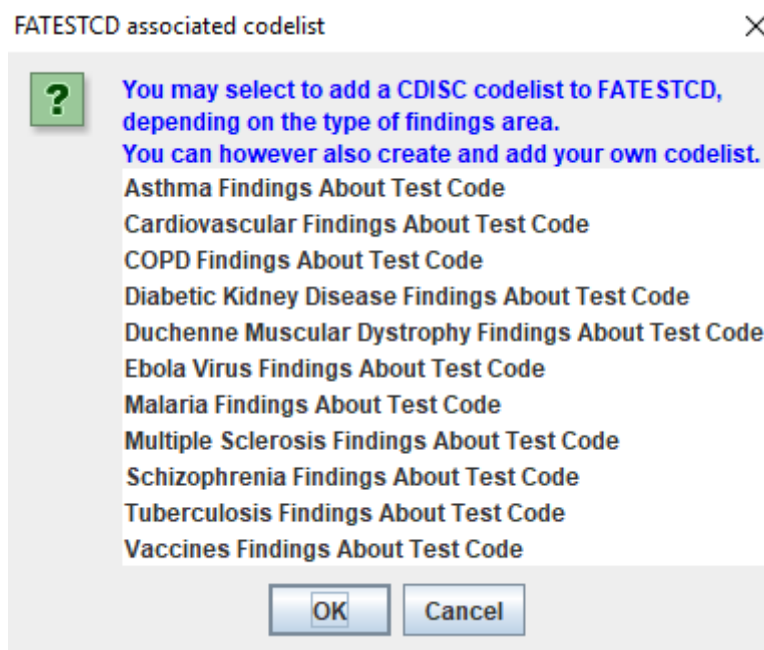 FATESTCD associated codelist
?
You may select to add a CDISC codelist to FATESTCD,
depending on the type of findings area.
You can however also create and add your own codelist.
Asthma Findings About Test Code
Cardiovascular Findings About Test Code
COPD Findings About Test Code
Diabetic Kidney Disease Findings About Test Code
Duchenne Muscular Dystrophy Findings About Test Code
Ebola Virus Findings About Test Code
Malaria Findings About Test Code
Multiple Sclerosis Findings About Test Code
Schizophrenia Findings About Test Code
Tuberculosis Findings About Test Code
Vaccines Findings About Test Code
OK Cancel